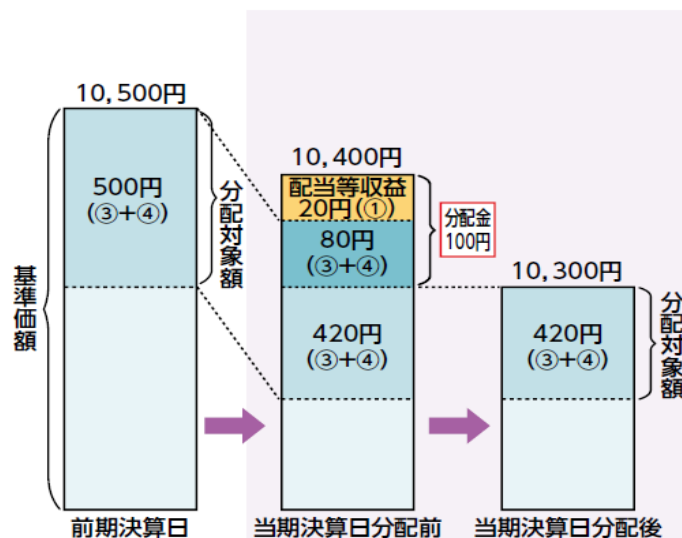 10,500円
500円
(③+④)
分配対象額
基準価額
前期決算日
10,400円
配当等収益
20円(①)
80円
(③+④)
分配金
100円
420円
(③+④)
当期決算日分配前
10,300円
420円
(③+④)
分配対象額
当期決算日分配後